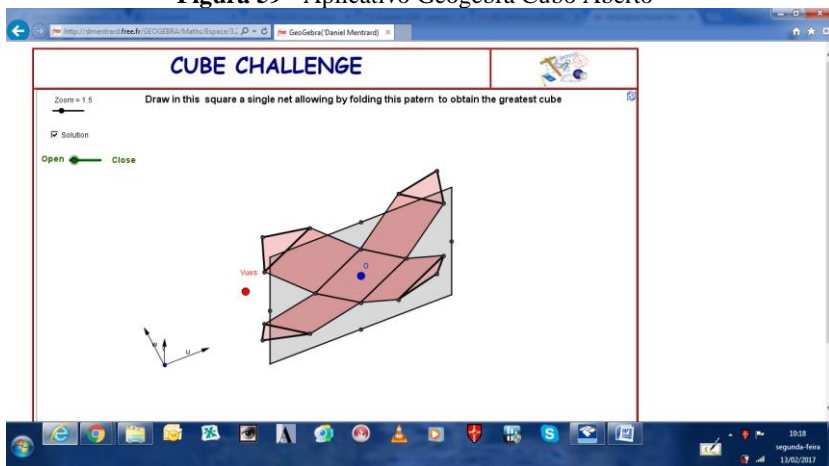 Figura 39 - Aplicativo Geogebra Cubo Aberto
http://dmentrard.free.fr/GEOGEBRA/Maths/Espace/3.
GeoGebra(Daniel Mentrard)
CUBE CHALLENGE
Zoom = 1.5
Draw in this square a single net allowing by folding this patern to obtain the greatest cube
Solution
Open Close
Vues
O
w
u
10:18
segunda-feira
13/02/2017